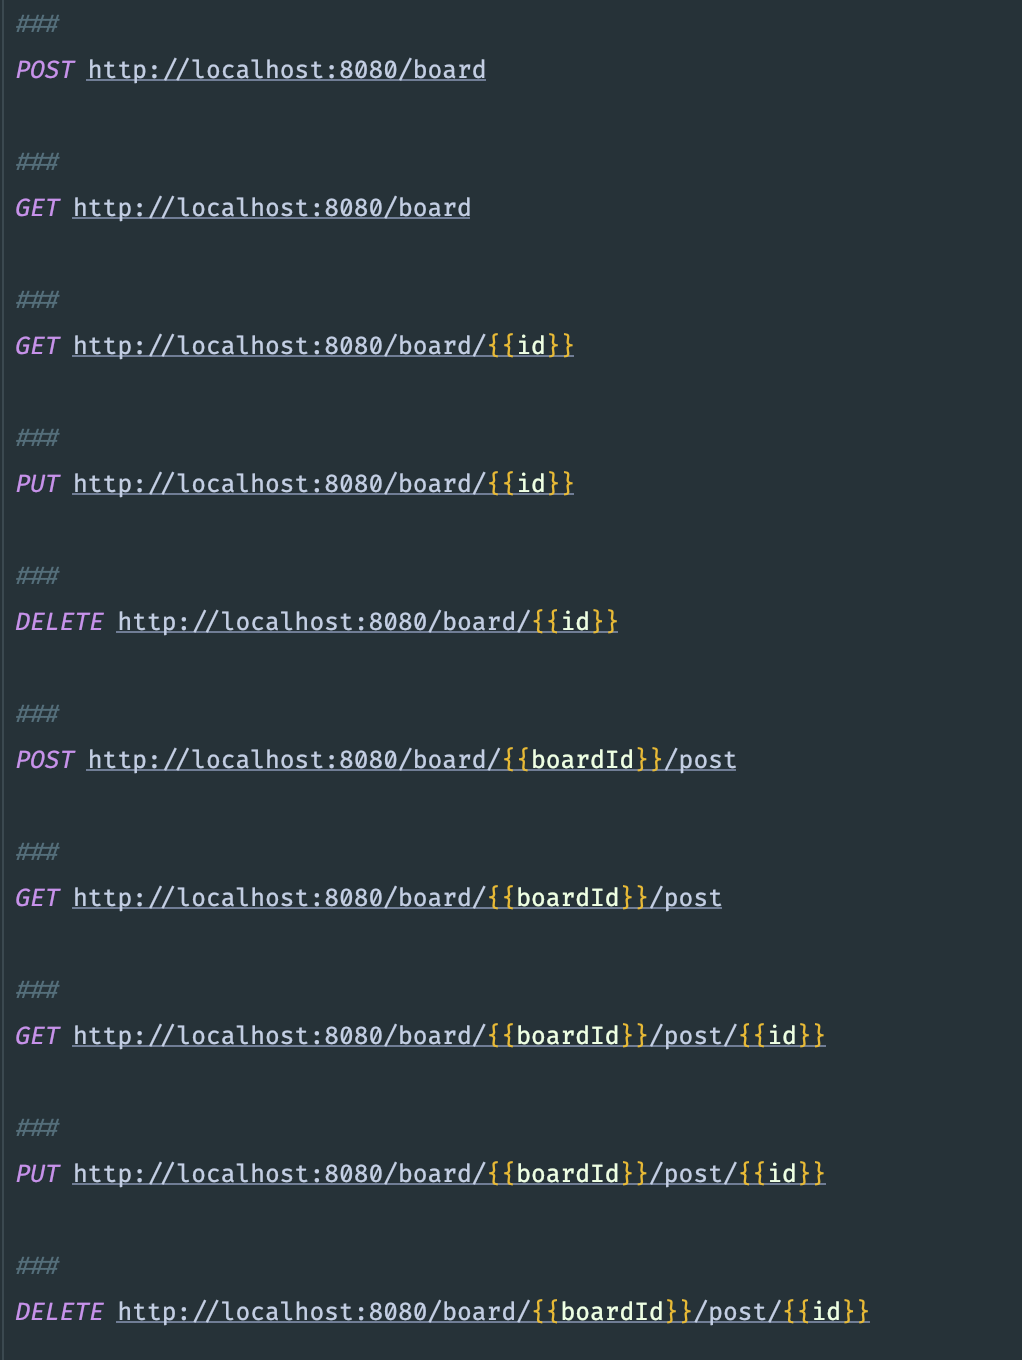 ###
POST http://localhost:8080/board
###
GET http://localhost:8080/board
###
GET http://localhost:8080/board/{{id}}
###
PUT http://localhost:8080/board/{{id}}
###
DELETE http://localhost:8080/board/{{id}}
###
POST http://localhost:8080/board/{{boardId}}/post
###
GET http://localhost:8080/board/{{boardId}}/post
###
GET http://localhost:8080/board/{{boardId}}/post/{{id}}
###
PUT http://localhost:8080/board/{{boardId}}/post/{{id}}
###
DELETE http://localhost:8080/board/{{boardId}}/post/{{id}}